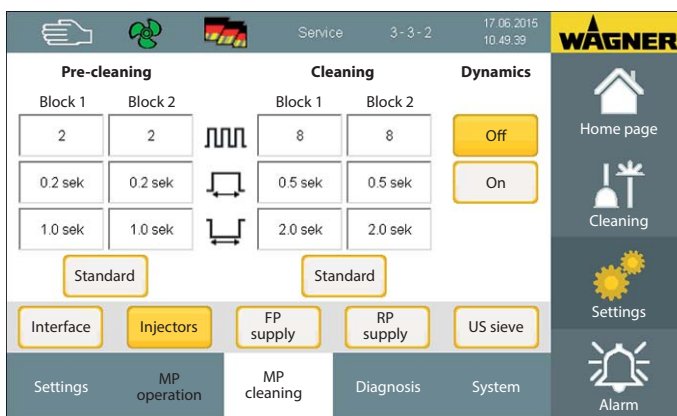 Service 3-3-2 17.06.2015
10.49.39
WAGNER
Pre-cleaning Cleaning Dynamics
Block 1 Block 2 Block 1 Block 2
2 2 8 8 Off
0.2 sek 0.2 sek 0.5 sek 0.5 sek On
1.0 sek 1.0 sek 2.0 sek 2.0 sek
Standard Standard
Interface Injectors FP supply RP supply US sieve
Settings MP operation MP cleaning Diagnosis System
Home page
Cleaning
Settings
Alarm